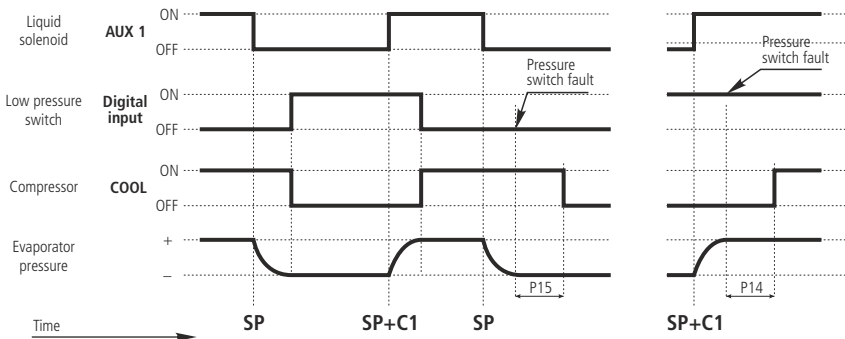 Liquid
solenoid
AUX 1
ON
OFF
Pressure
switch fault
Pressure
switch fault
Low pressure
switch
Digital
input
ON
OFF
Compressor
COOL
ON
OFF
Evaporator
pressure
+
–
P15
P14
Time
SP
SP+C1
SP
SP+C1